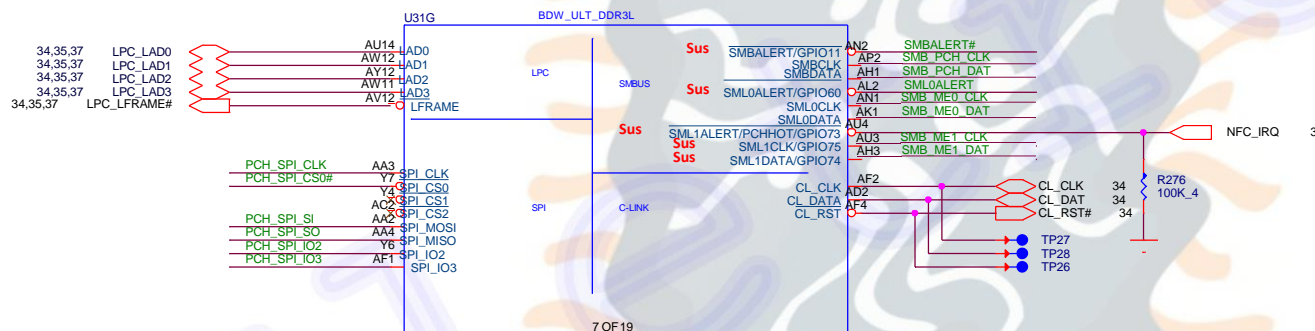 U31G BDW_ULT_DDR3L
34,35,37 LPC_LAD0 AU14 LAD0
34,35,37 LPC_LAD1 AW12 LAD1
34,35,37 LPC_LAD2 AY12 LAD2
34,35,37 LPC_LAD3 AW11 LAD3
34,35,37 LPC_LFRAME# AV12 LFRAME
LPC
SMBUS
Sus SMBALERT/GPIO11 AN2 SMBALERT#
SMBCLK AP2 SMB_PCH_CLK
SMBDATA AH1 SMB_PCH_DAT
Sus SML0ALERT/GPIO60 AL2 SML0ALERT
SML0CLK AN1 SMB_ME0_CLK
SML0DATA AK1 SMB_ME0_DAT
Sus SML1ALERT/PCHHOT/GPIO73 AU4 NFC_IRQ 3
Sus SML1CLK/GPIO75 AU3 SMB_ME1_CLK
Sus SML1DATA/GPIO74 AH3 SMB_ME1_DAT
PCH_SPI_CLK AA3 SPI_CLK
PCH_SPI_CS0# Y7 SPI_CS0
Y4 SPI_CS1
AC2 SPI_CS2
PCH_SPI_SI AA2 SPI_MOSI
PCH_SPI_SO AA4 SPI_MISO
PCH_SPI_IO2 Y6 SPI_IO2
PCH_SPI_IO3 AF1 SPI_IO3
SPI
C-LINK
CL_CLK AF2 CL_CLK 34
CL_DATA AD2 CL_DAT 34
CL_RST AF4 CL_RST# 34
R276
100K_4
TP27
TP28
TP26
7 OF 19